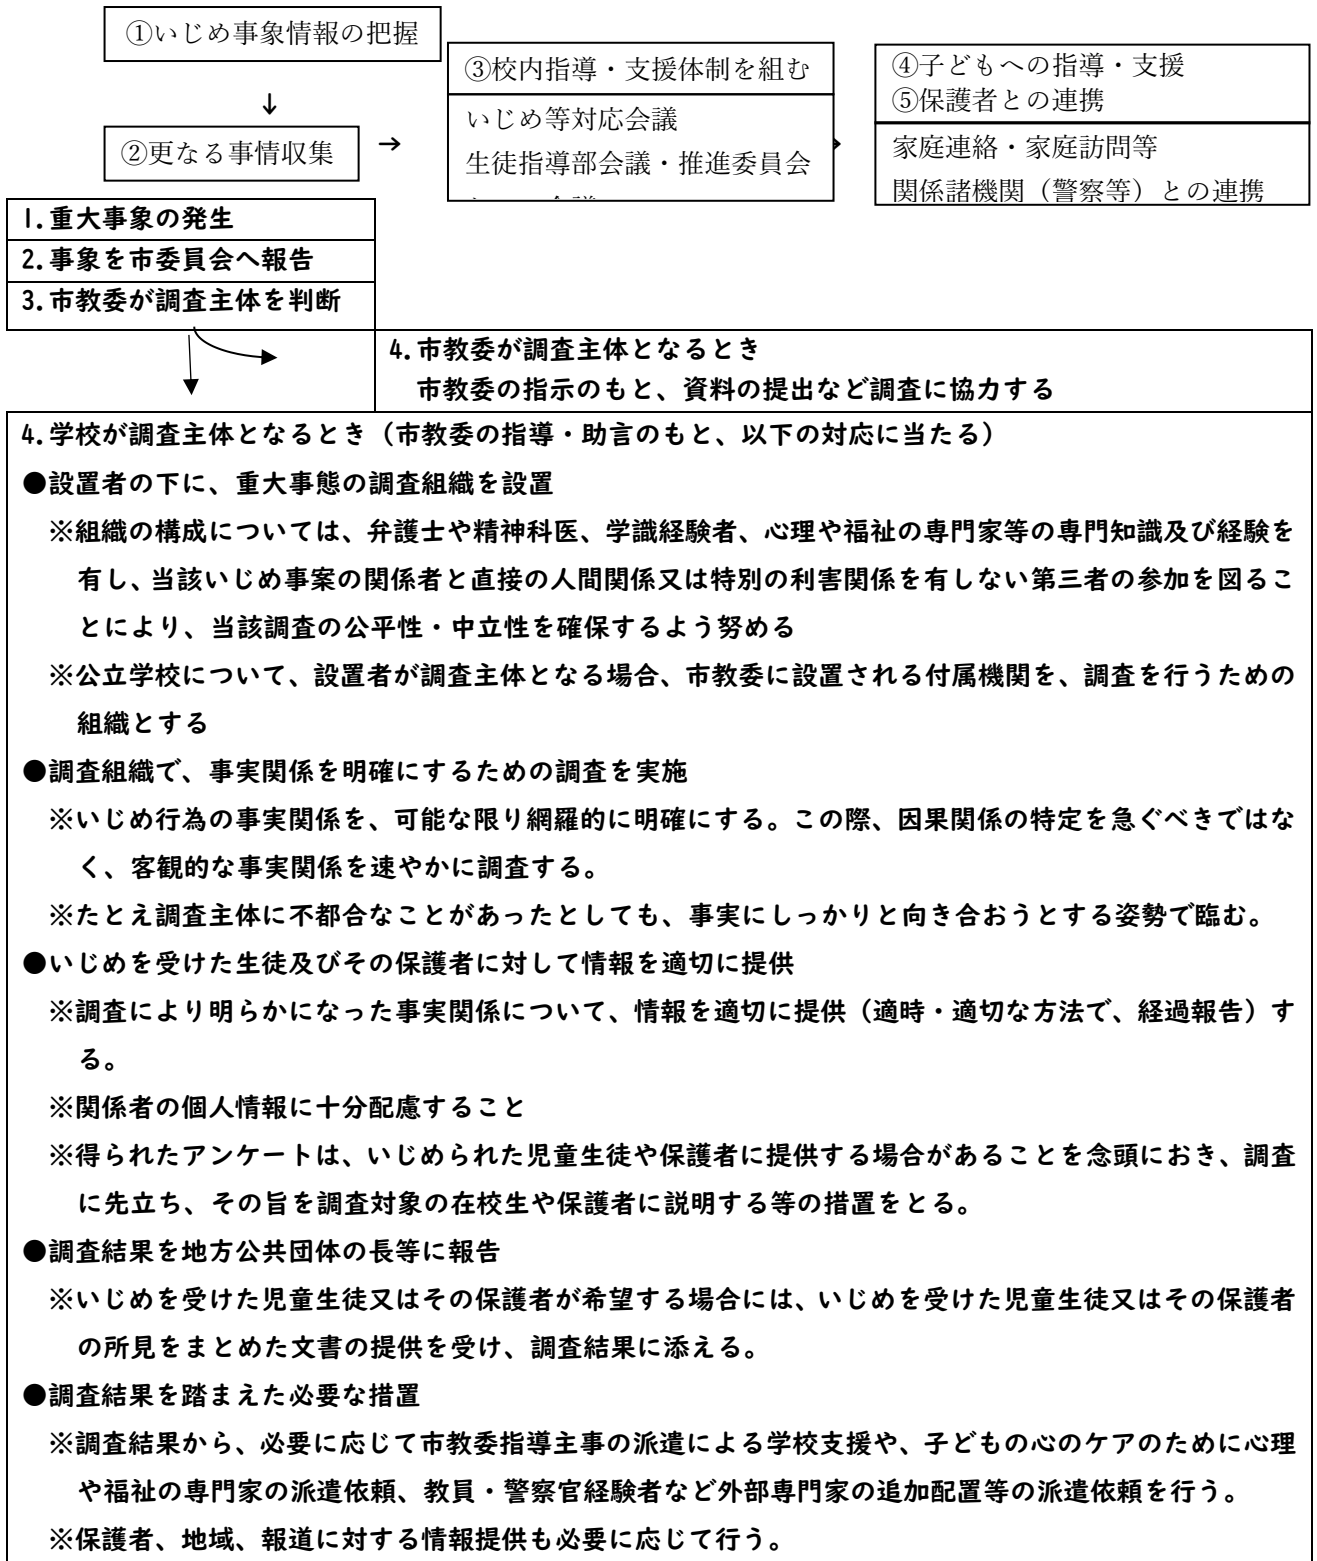 ①いじめ事象情報の把握
↓
②更なる事情収集
→
③校内指導・支援体制を組む
いじめ等対応会議
生徒指導部会議・推進委員会
④子どもへの指導・支援
⑤保護者との連携
家庭連絡・家庭訪問等
関係諸機関（警察等）との連携
1.重大事象の発生
2.事象を市委員会へ報告
3.市教委が調査主体を判断
4.市教委が調査主体となるとき
市教委の指示のもと、資料の提出など調査に協力する
4.学校が調査主体となるとき（市教委の指導・助言のもと、以下の対応に当たる）
●設置者の下に、重大事態の調査組織を設置
※組織の構成については、弁護士や精神科医、学識経験者、心理や福祉の専門家等の専門知識及び経験を
有し、当該いじめ事案の関係者と直接の人間関係又は特別の利害関係を有しない第三者の参加を図るこ
とにより、当該調査の公平性・中立性を確保するよう努める
※公立学校について、設置者が調査主体となる場合、市教委に設置される付属機関を、調査を行うための
組織とする
●調査組織で、事実関係を明確にするための調査を実施
※いじめ行為の事実関係を、可能な限り網羅的に明確にする。この際、因果関係の特定を急ぐべきではな
く、客観的な事実関係を速やかに調査する。
※たとえ調査主体に不都合なことがあったとしても、事実にしっかりと向き合おうとする姿勢で臨む。
●いじめを受けた生徒及びその保護者に対して情報を適切に提供
※調査により明らかになった事実関係について、情報を適切に提供（適時・適切な方法で、経過報告）す
る。
※関係者の個人情報に十分配慮すること
※得られたアンケートは、いじめられた児童生徒や保護者に提供する場合があることを念頭におき、調査
に先立ち、その旨を調査対象の在校生や保護者に説明する等の措置をとる。
●調査結果を地方公共団体の長等に報告
※いじめを受けた児童生徒又はその保護者が希望する場合には、いじめを受けた児童生徒又はその保護者
の所見をまとめた文書の提供を受け、調査結果に添える。
●調査結果を踏まえた必要な措置
※調査結果から、必要に応じて市教委指導主事の派遣による学校支援や、子どもの心のケアのために心理
や福祉の専門家の派遣依頼、教員・警察官経験者など外部専門家の追加配置等の派遣依頼を行う。
※保護者、地域、報道に対する情報提供も必要に応じて行う。